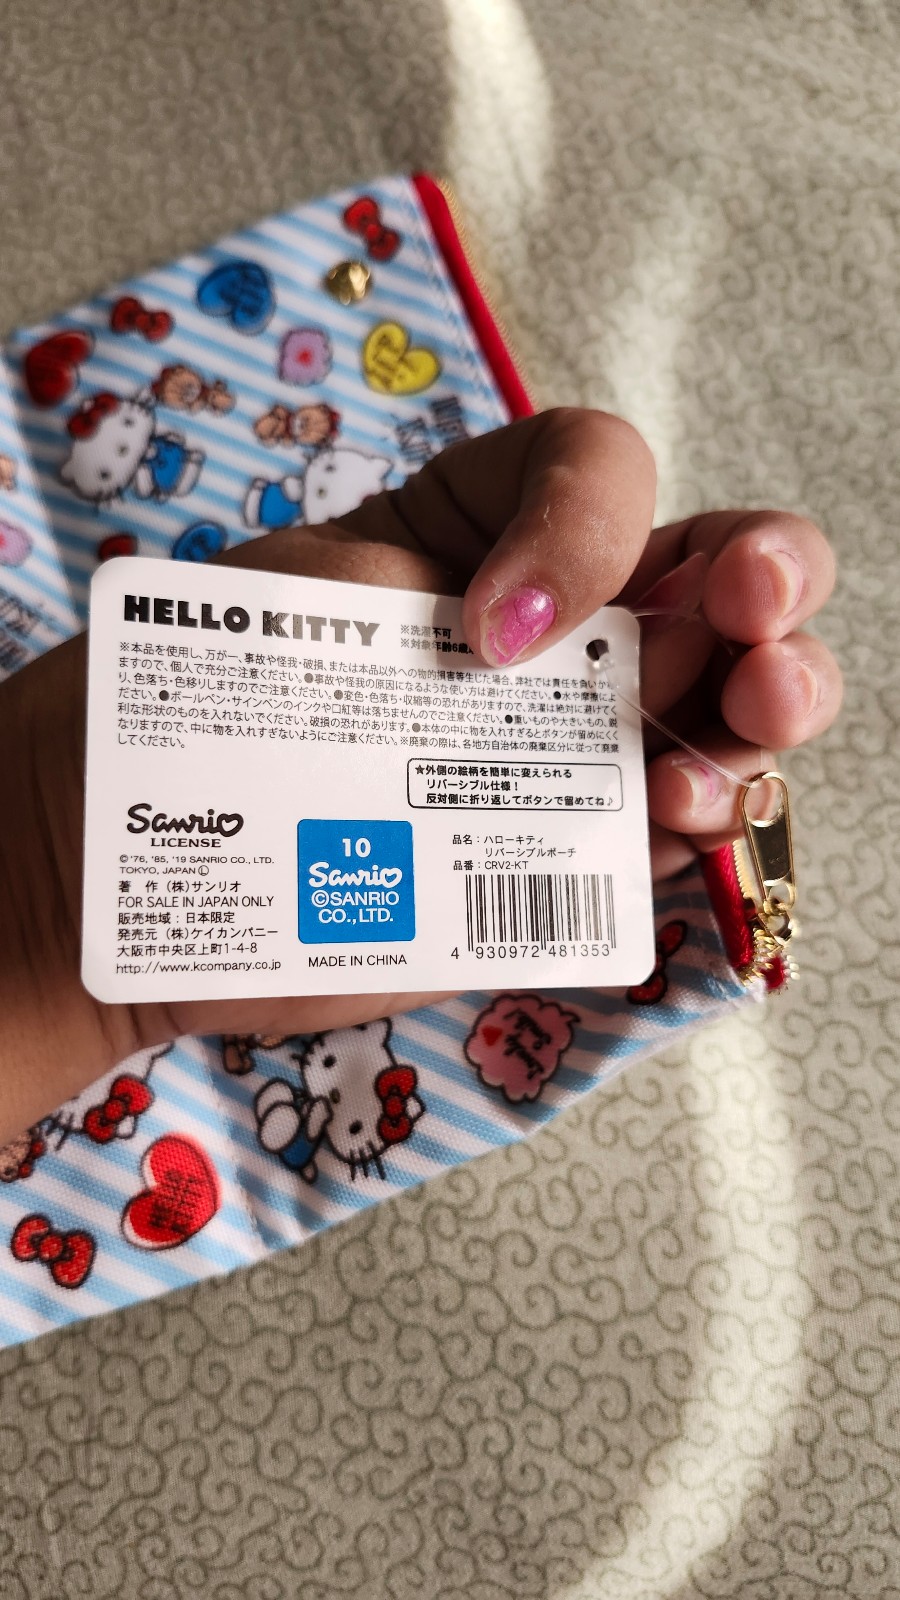 HELLO KITTY
※洗濯不可
※対象年齢6歳
※本品を使用し、万が一、事故や怪我・破損、または本品以外への物的損害等生じた場合、弊社では責任を負い
ますので、個人で充分ご注意ください。●事故や怪我の原因になるような使い方は避けてください。●水や摩擦によ
り、色落ち・色移りしますのでご注意ください。●変色・色落ち・収縮等の恐れがありますので、洗濯は絶対に避けてく
ださい。●ボールペン・サインペンのインクや口紅等は落ちませんのでご注意ください。●重いものや大きいもの、鋭
利な形状のものを入れないでください。破損の恐れがあります。●本体の中に物を入れすぎるとボタンが留めにくく
なりますので、中に物を入れすぎないようにご注意ください。※廃棄の際は、各地方自治体の廃棄区分に従って廃棄
してください。
★外側の絵柄を簡単に変えられる
リバーシブル仕様！
反対側に折り返してボタンで留めてね♪
Sanrio
LICENSE
© '76, '85, '19 SANRIO CO., LTD.
TOKYO, JAPAN Ⓛ
著 作 (株)サンリオ
FOR SALE IN JAPAN ONLY
販売地域：日本限定
発売元 (株)ケイカンパニー
大阪市中央区上町1-4-8
http://www.kcompany.co.jp
10
Sanrio
©SANRIO
CO.,LTD.
MADE IN CHINA
品名：ハローキティ
リバーシブルポーチ
品番：CRV2-KT
4 930972 481353